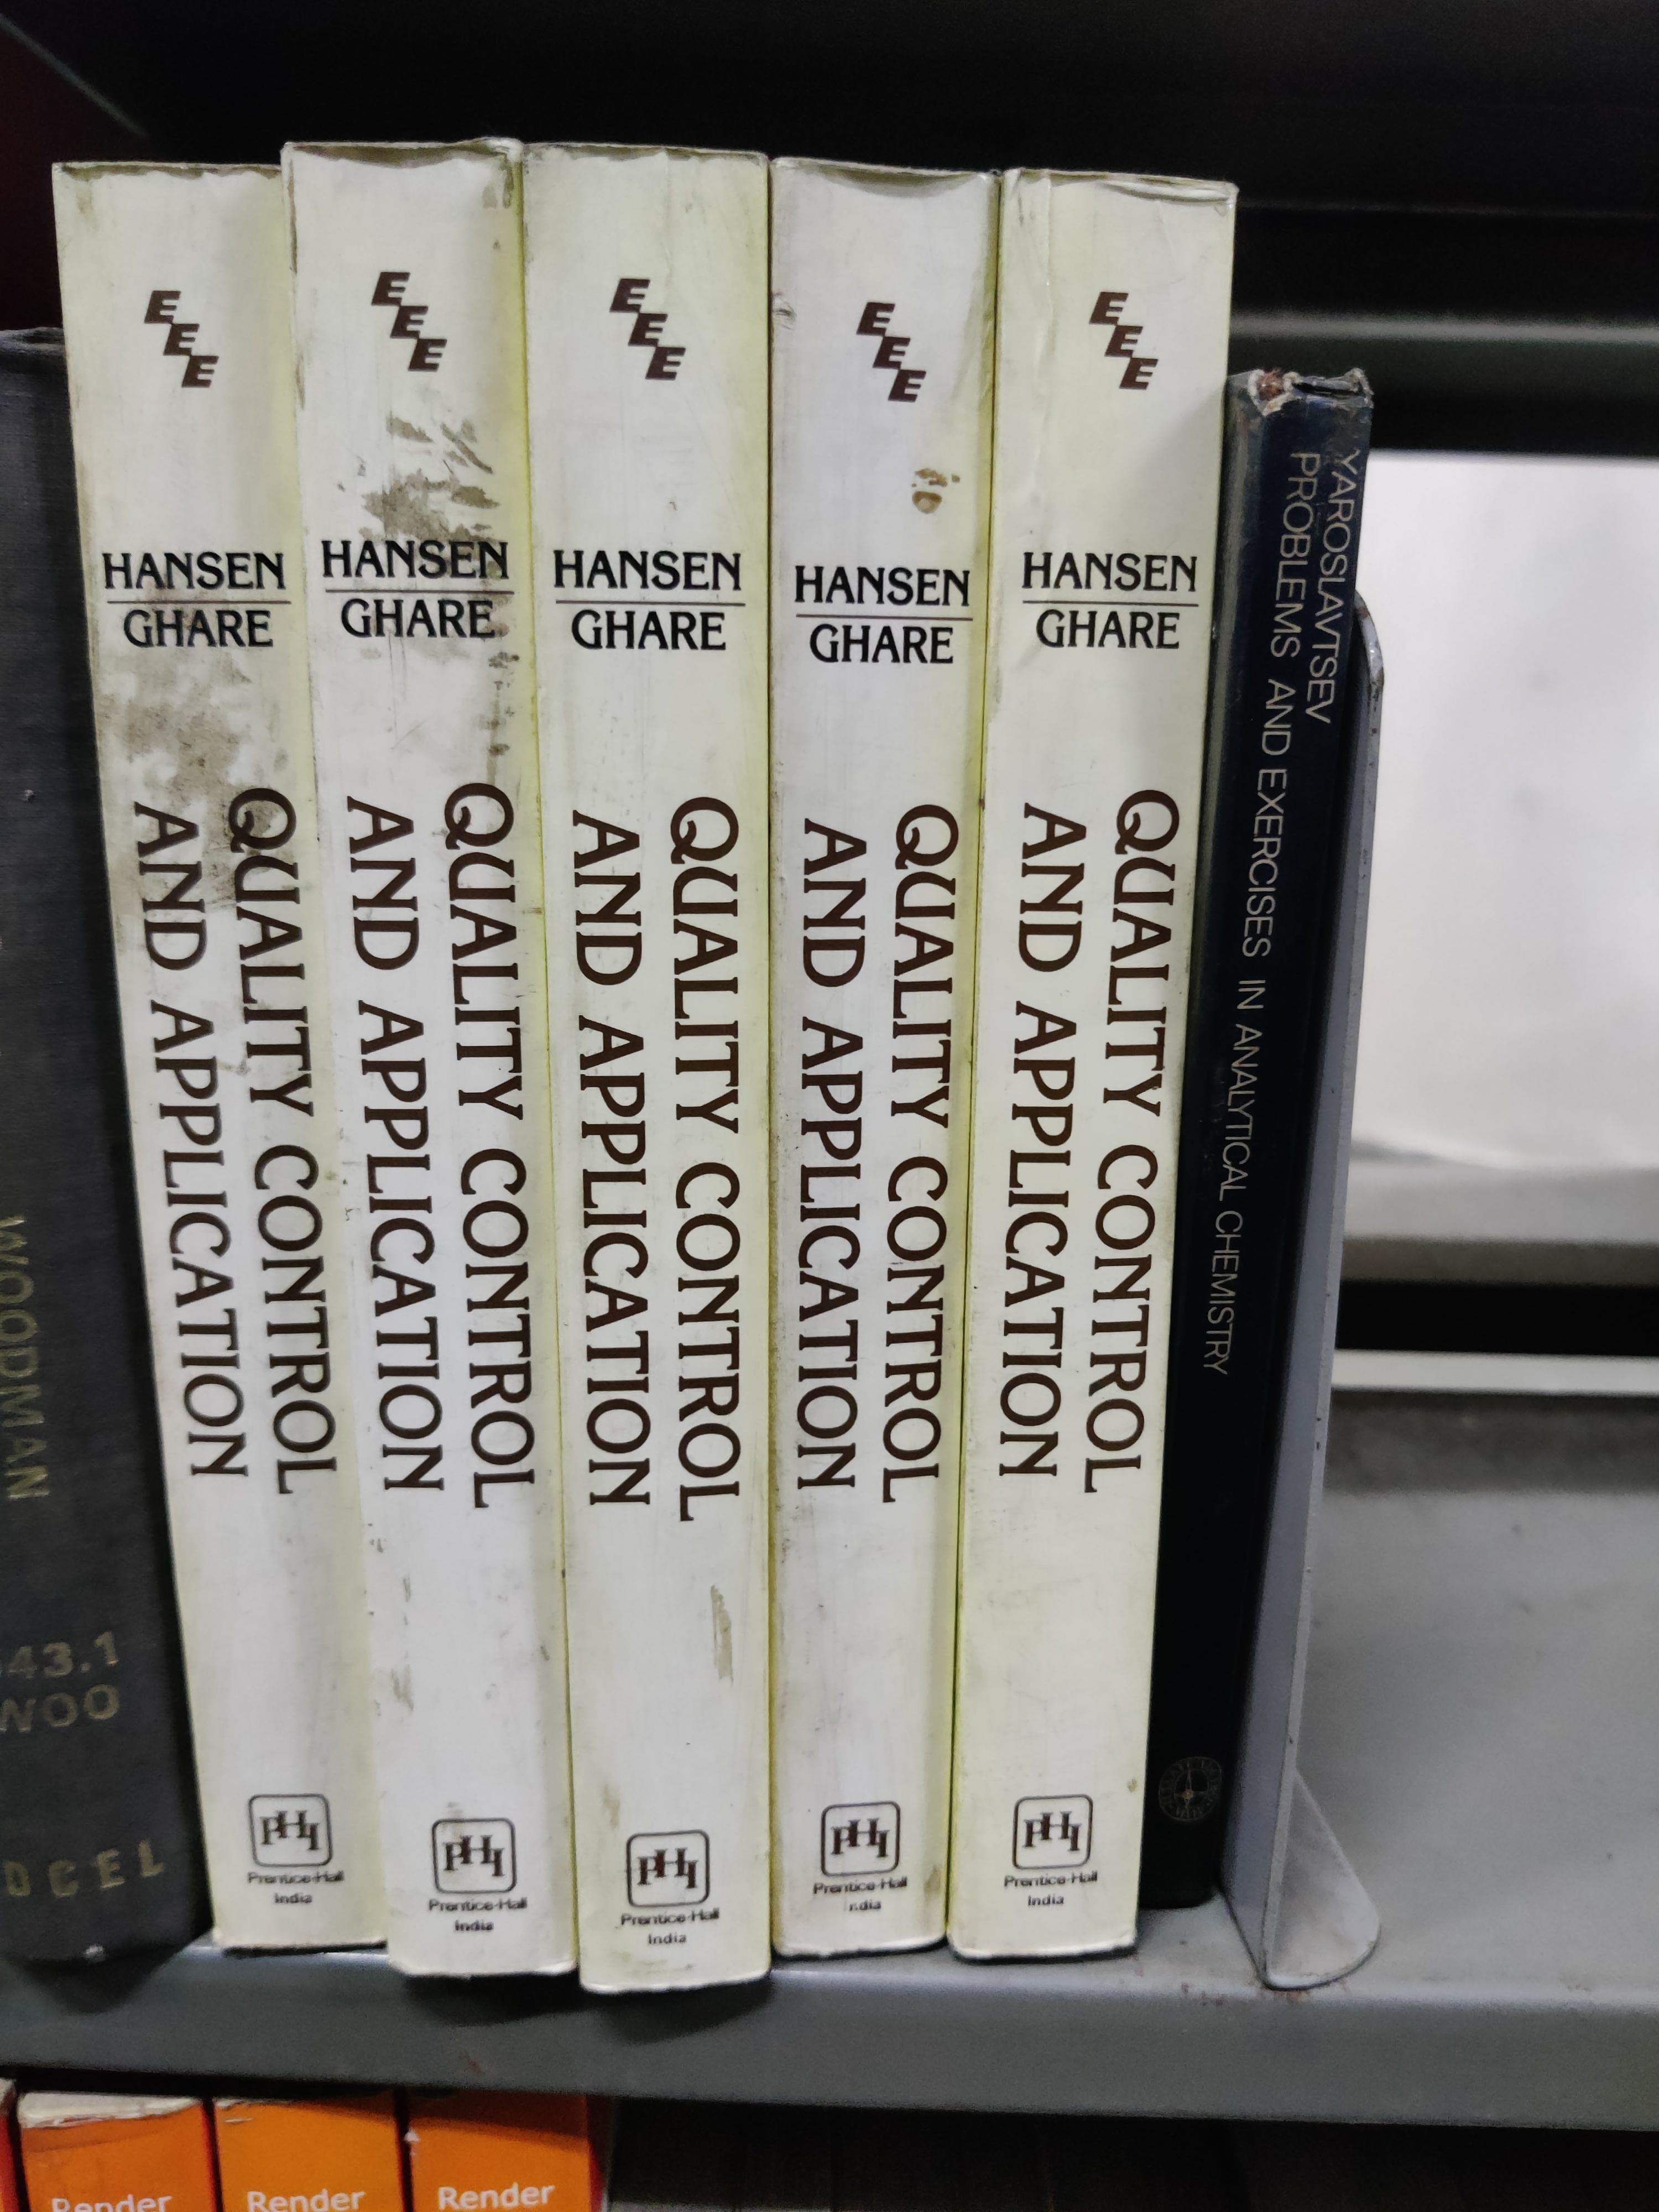 WOODMAN
43.1
WOO
EEE
HANSEN
GHARE
QUALITY CONTROL
AND APPLICATION
PHI
Prentice-Hall
India
EEE
HANSEN
GHARE
QUALITY CONTROL
AND APPLICATION
PHI
Prentice-Hall
India
EEE
HANSEN
GHARE
QUALITY CONTROL
AND APPLICATION
PHI
Prentice-Hall
India
EEE
HANSEN
GHARE
QUALITY CONTROL
AND APPLICATION
PHI
Prentice-Hall
India
EEE
HANSEN
GHARE
QUALITY CONTROL
AND APPLICATION
PHI
Prentice-Hall
India
YAROSLAVTSEV
PROBLEMS AND EXERCISES IN ANALYTICAL CHEMISTRY
Render
Render
Render